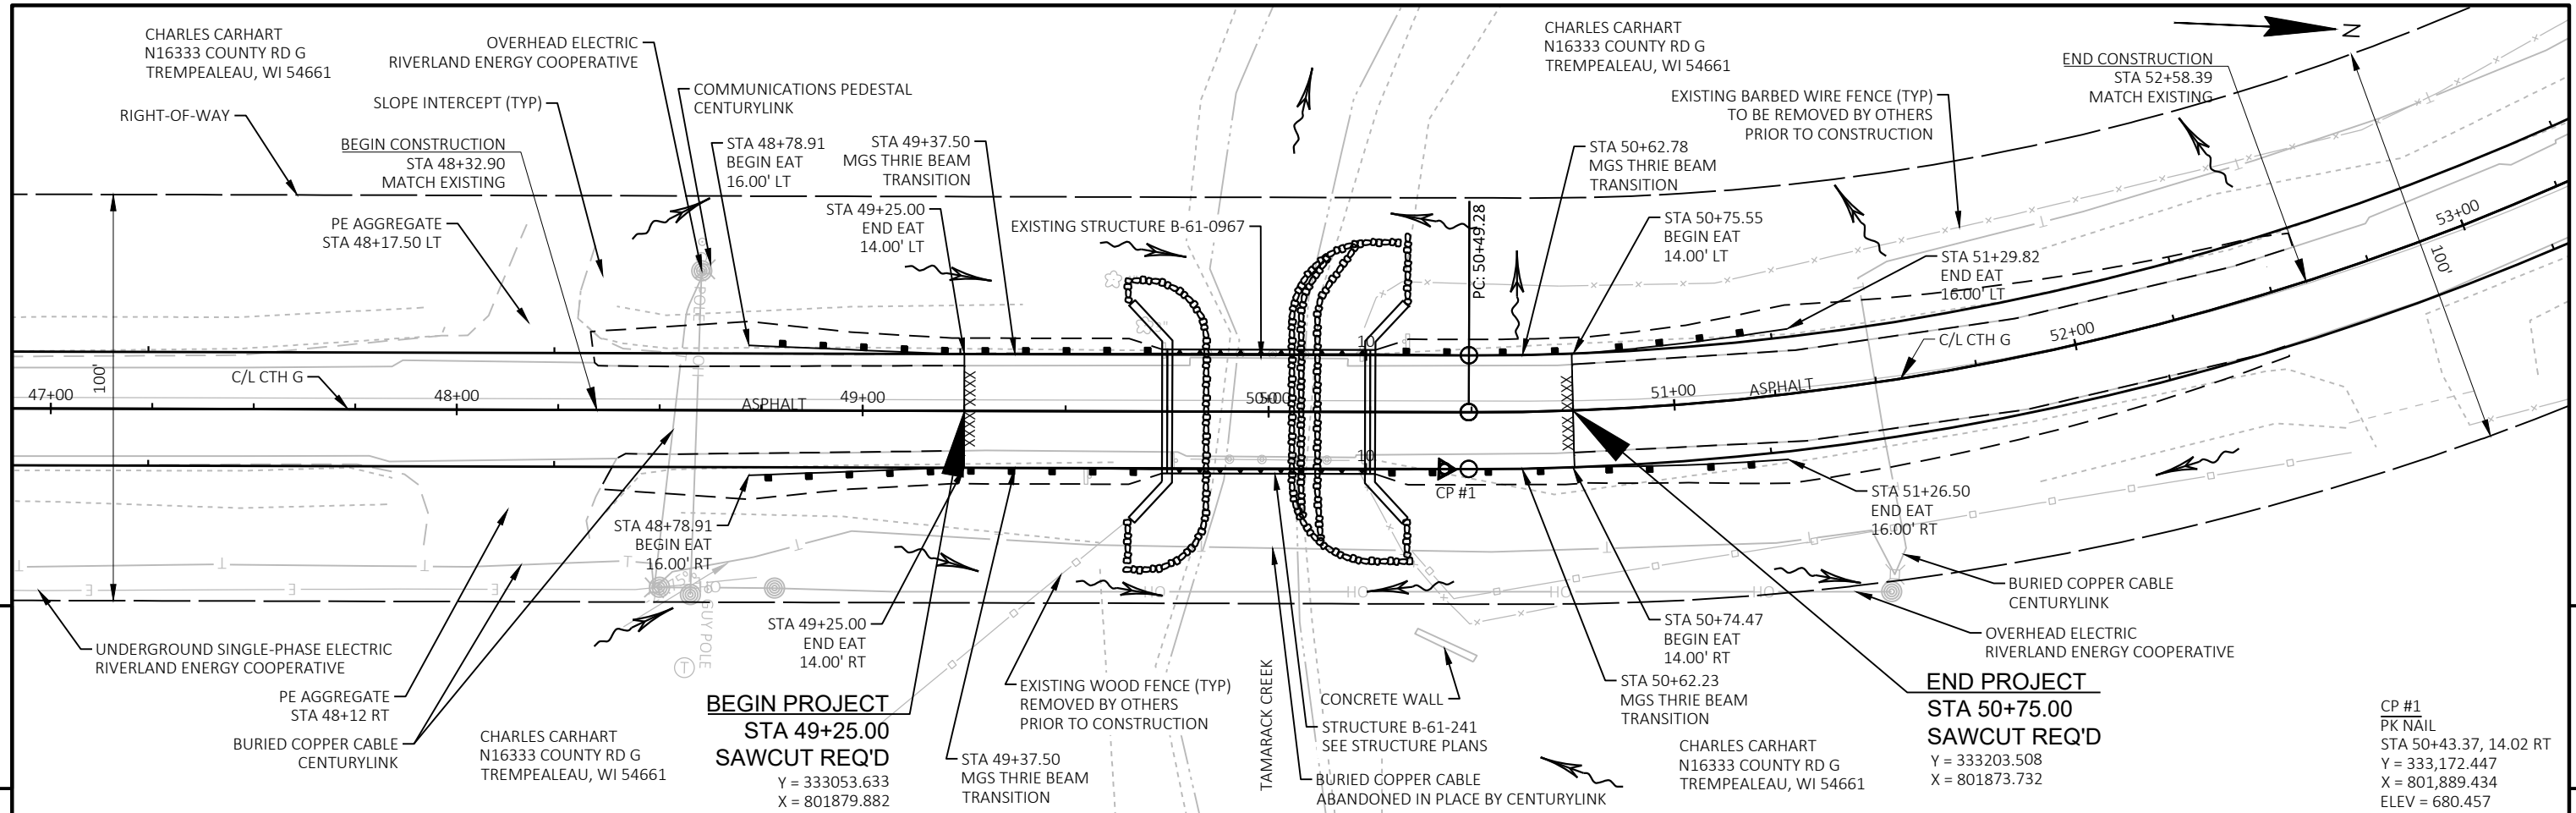 CHARLES CARHART
N16333 COUNTY RD G
TREMPEALEAU, WI 54661
OVERHEAD ELECTRIC
RIVERLAND ENERGY COOPERATIVE
COMMUNICATIONS PEDESTAL
CENTURYLINK
SLOPE INTERCEPT (TYP)
RIGHT-OF-WAY
BEGIN CONSTRUCTION
STA 48+32.90
MATCH EXISTING
STA 48+78.91
BEGIN EAT
16.00' LT
STA 49+37.50
MGS THRIE BEAM
TRANSITION
PE AGGREGATE
STA 48+17.50 LT
STA 49+25.00
END EAT
14.00' LT
EXISTING STRUCTURE B-61-0967
CHARLES CARHART
N16333 COUNTY RD G
TREMPEALEAU, WI 54661
EXISTING BARBED WIRE FENCE (TYP)
TO BE REMOVED BY OTHERS
PRIOR TO CONSTRUCTION
END CONSTRUCTION
STA 52+58.39
MATCH EXISTING
N
STA 50+62.78
MGS THRIE BEAM
TRANSITION
PC: 50+49.28
STA 50+75.55
BEGIN EAT
14.00' LT
STA 51+29.82
END EAT
16.00' LT
C/L CTH G
100'
100'
C/L CTH G
POLE
47+00
48+00
ASPHALT
49+00
50+00
51+00
ASPHALT
52+00
53+00
10
10
CP #1
STA 48+78.91
BEGIN EAT
16.00' RT
GUY POLE
T
T
T
T
T
T
E
E
E
OH
OH
OH
OH
OH
T
STA 51+26.50
END EAT
16.00' RT
BURIED COPPER CABLE
CENTURYLINK
OVERHEAD ELECTRIC
RIVERLAND ENERGY COOPERATIVE
UNDERGROUND SINGLE-PHASE ELECTRIC
RIVERLAND ENERGY COOPERATIVE
PE AGGREGATE
STA 48+12 RT
BURIED COPPER CABLE
CENTURYLINK
CHARLES CARHART
N16333 COUNTY RD G
TREMPEALEAU, WI 54661
STA 49+25.00
END EAT
14.00' RT
BEGIN PROJECT
STA 49+25.00
SAWCUT REQ'D
Y = 333053.633
X = 801879.882
STA 49+37.50
MGS THRIE BEAM
TRANSITION
EXISTING WOOD FENCE (TYP)
REMOVED BY OTHERS
PRIOR TO CONSTRUCTION
TAMARACK CREEK
CONCRETE WALL
STRUCTURE B-61-241
SEE STRUCTURE PLANS
BURIED COPPER CABLE
ABANDONED IN PLACE BY CENTURYLINK
STA 50+74.47
BEGIN EAT
14.00' RT
STA 50+62.23
MGS THRIE BEAM
TRANSITION
CHARLES CARHART
N16333 COUNTY RD G
TREMPEALEAU, WI 54661
END PROJECT
STA 50+75.00
SAWCUT REQ'D
Y = 333203.508
X = 801873.732
CP #1
PK NAIL
STA 50+43.37, 14.02 RT
Y = 333,172.447
X = 801,889.434
ELEV = 680.457